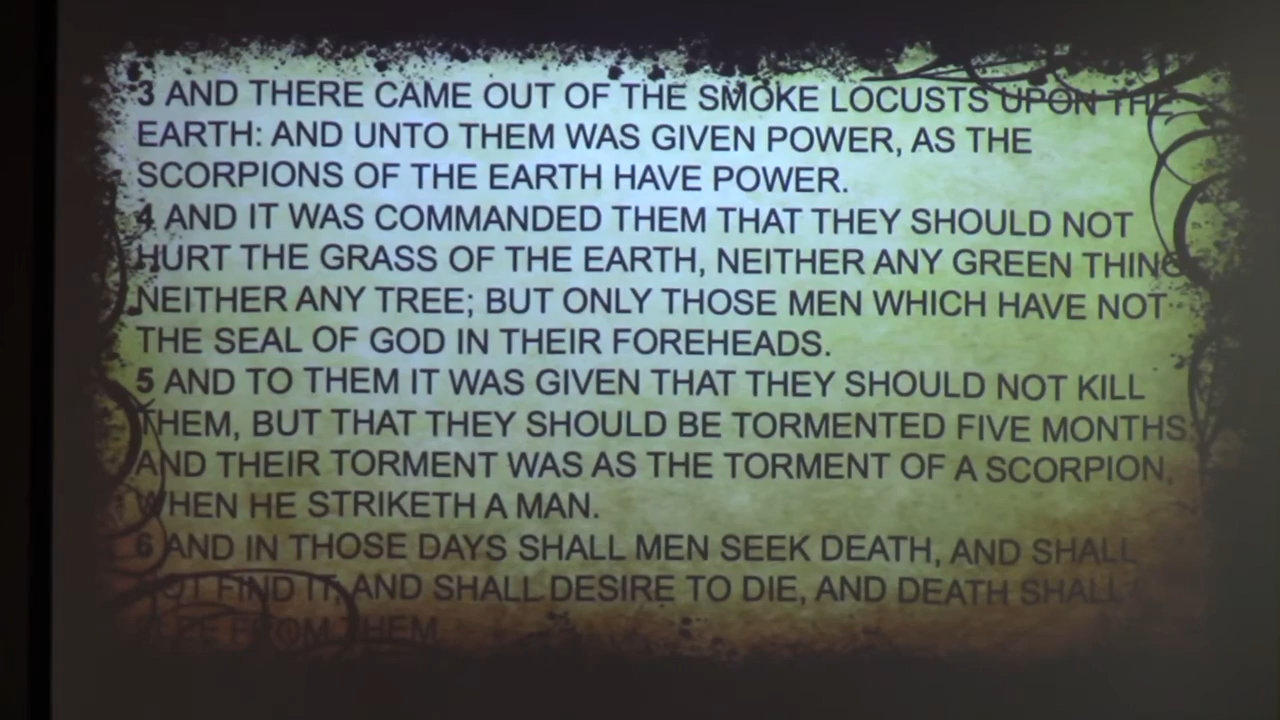 3 AND THERE CAME OUT OF THE SMOKE LOCUSTS UPON THE
EARTH: AND UNTO THEM WAS GIVEN POWER, AS THE
SCORPIONS OF THE EARTH HAVE POWER.
4 AND IT WAS COMMANDED THEM THAT THEY SHOULD NOT
HURT THE GRASS OF THE EARTH, NEITHER ANY GREEN THING
NEITHER ANY TREE; BUT ONLY THOSE MEN WHICH HAVE NOT
THE SEAL OF GOD IN THEIR FOREHEADS.
5 AND TO THEM IT WAS GIVEN THAT THEY SHOULD NOT KILL
THEM, BUT THAT THEY SHOULD BE TORMENTED FIVE MONTHS:
AND THEIR TORMENT WAS AS THE TORMENT OF A SCORPION,
WHEN HE STRIKETH A MAN.
6 AND IN THOSE DAYS SHALL MEN SEEK DEATH, AND SHALL
NOT FIND IT; AND SHALL DESIRE TO DIE, AND DEATH SHALL
FLEE FROM THEM